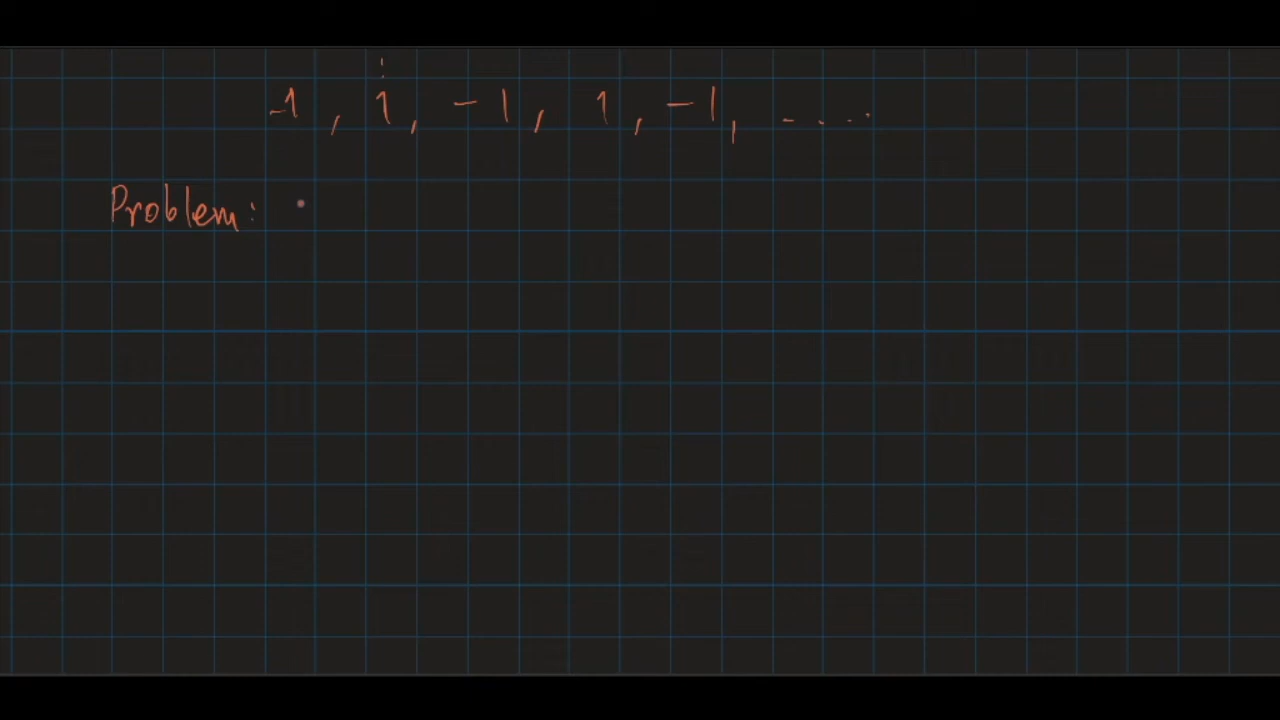 -1 , 1 , -1 , 1 , -1 , .....
Problem: